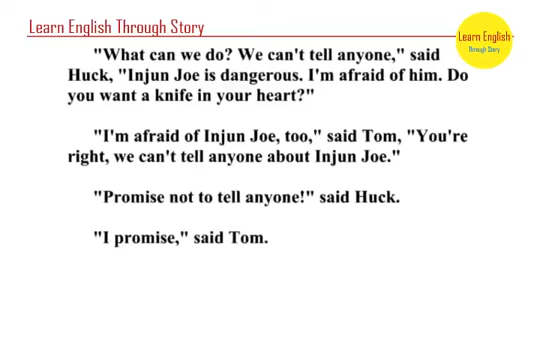 Learn English Through Story
Learn English
Through Story
"What can we do? We can't tell anyone," said
Huck, "Injun Joe is dangerous. I'm afraid of him. Do
you want a knife in your heart?"
"I'm afraid of Injun Joe, too," said Tom, "You're
right, we can't tell anyone about Injun Joe."
"Promise not to tell anyone!" said Huck.
"I promise," said Tom.